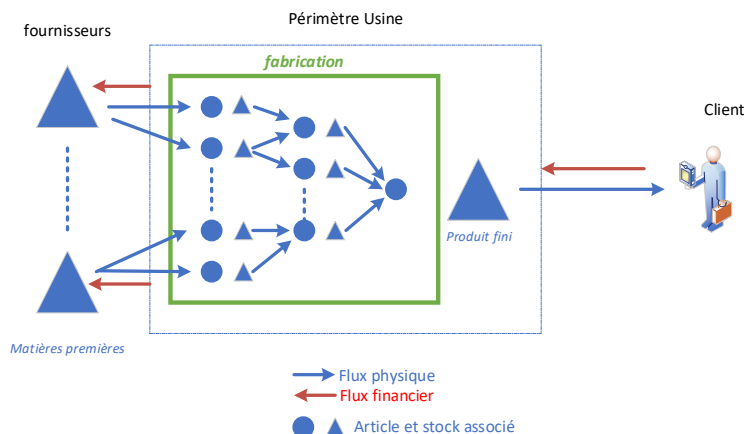 Périmètre Usine
fournisseurs
fabrication
Client
Produit fini
Matières premières
Flux physique
Flux financier
Article et stock associé